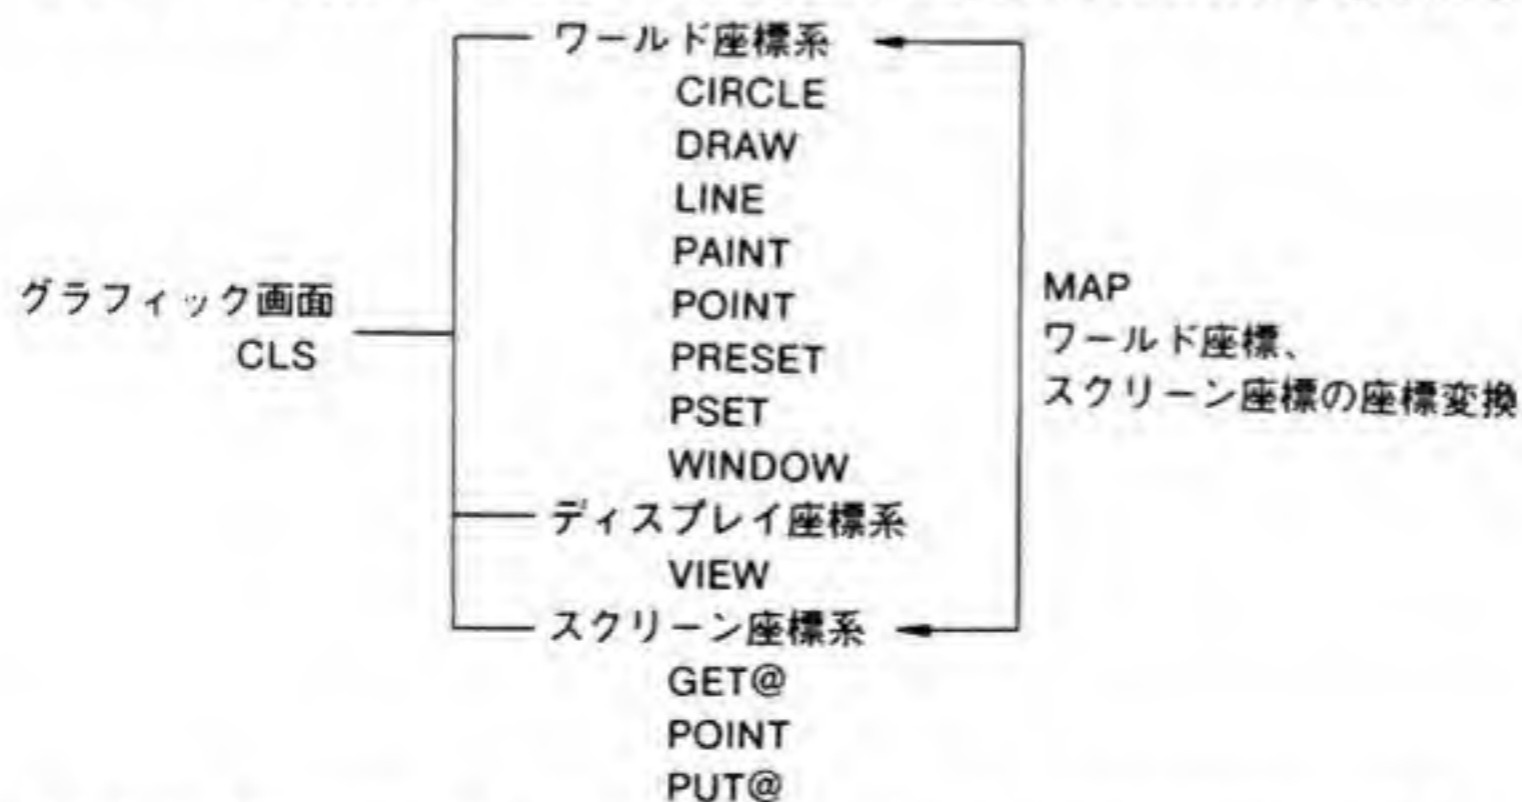 グラフィック画面
CLS
ワールド座標系
CIRCLE
DRAW
LINE
PAINT
POINT
PRESET
PSET
WINDOW
ディスプレイ座標系
VIEW
スクリーン座標系
GET@
POINT
PUT@
MAP
ワールド座標、
スクリーン座標の座標変換